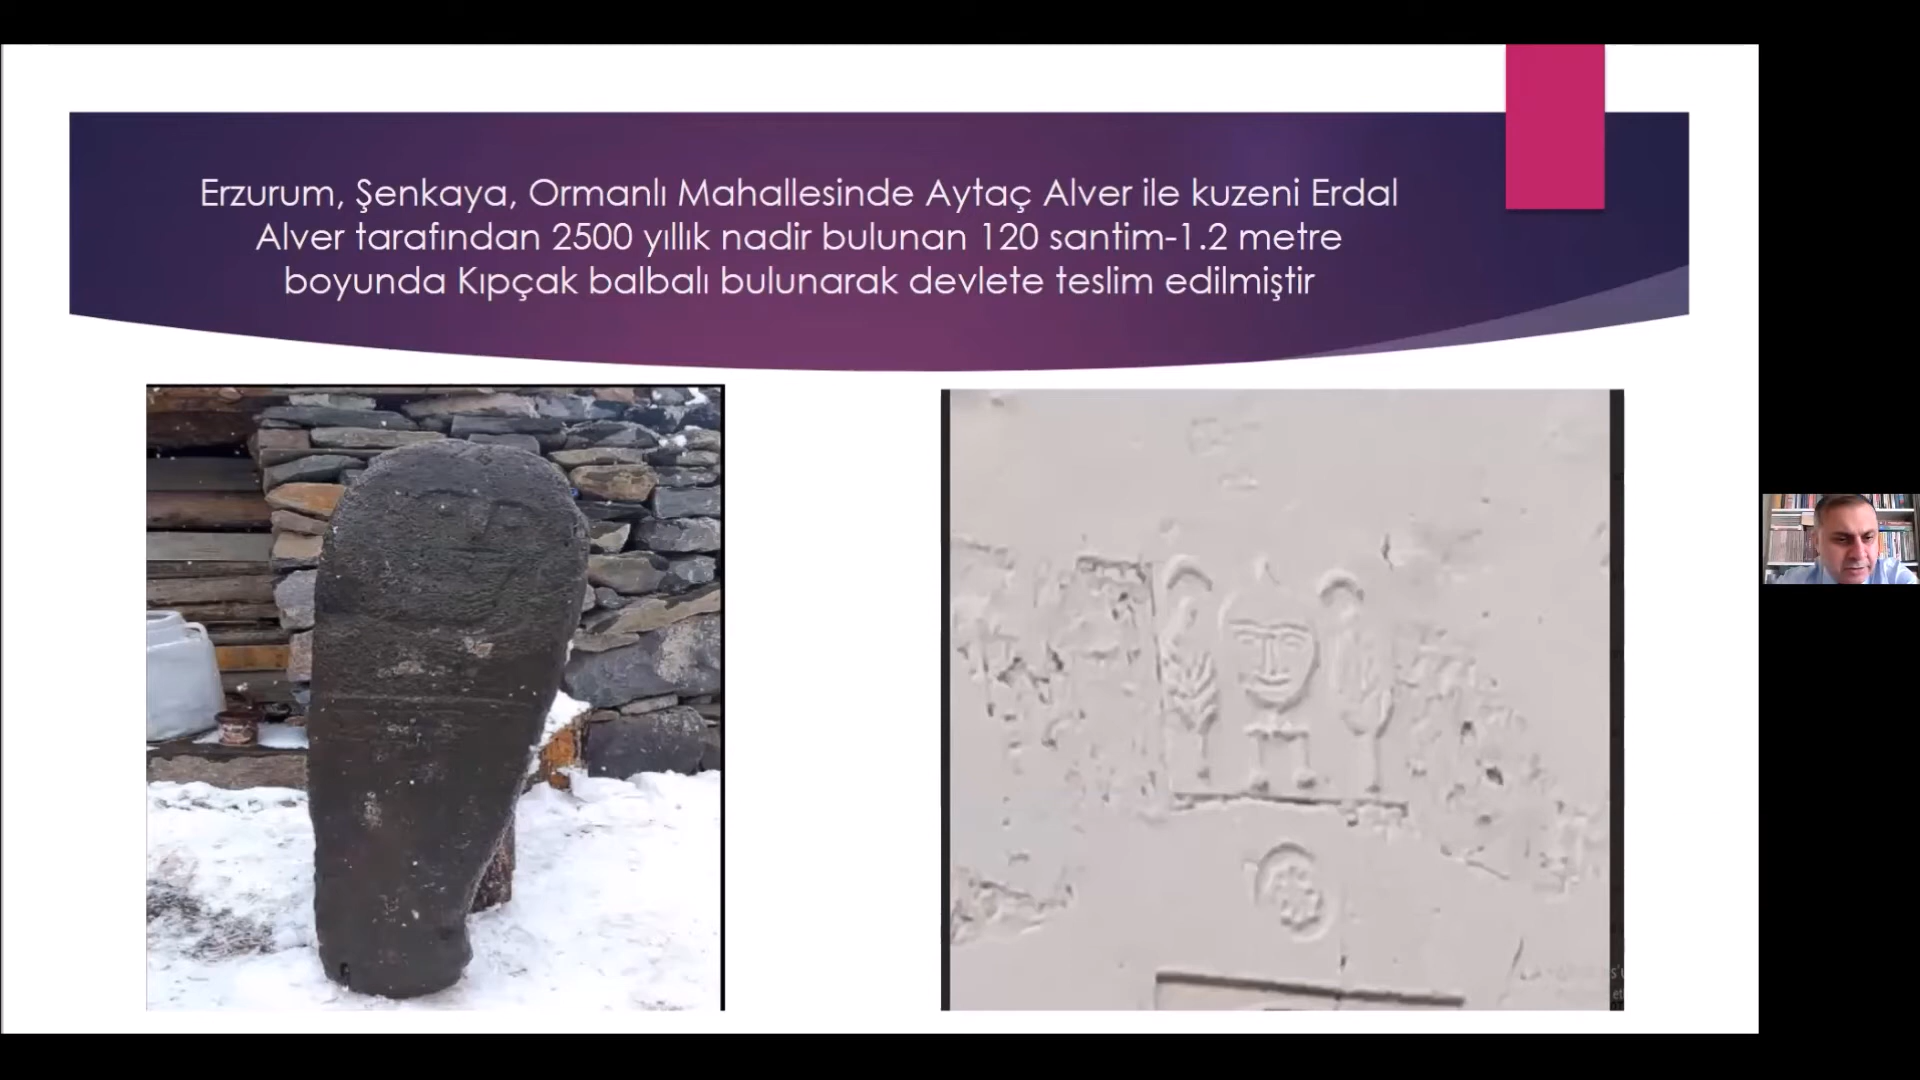 Erzurum, Şenkaya, Ormanlı Mahallesinde Aytaç Alver ile kuzeni Erdal
Alver tarafından 2500 yıllık nadir bulunan 120 santim-1.2 metre
boyunda Kıpçak balbalı bulunarak devlete teslim edilmiştir